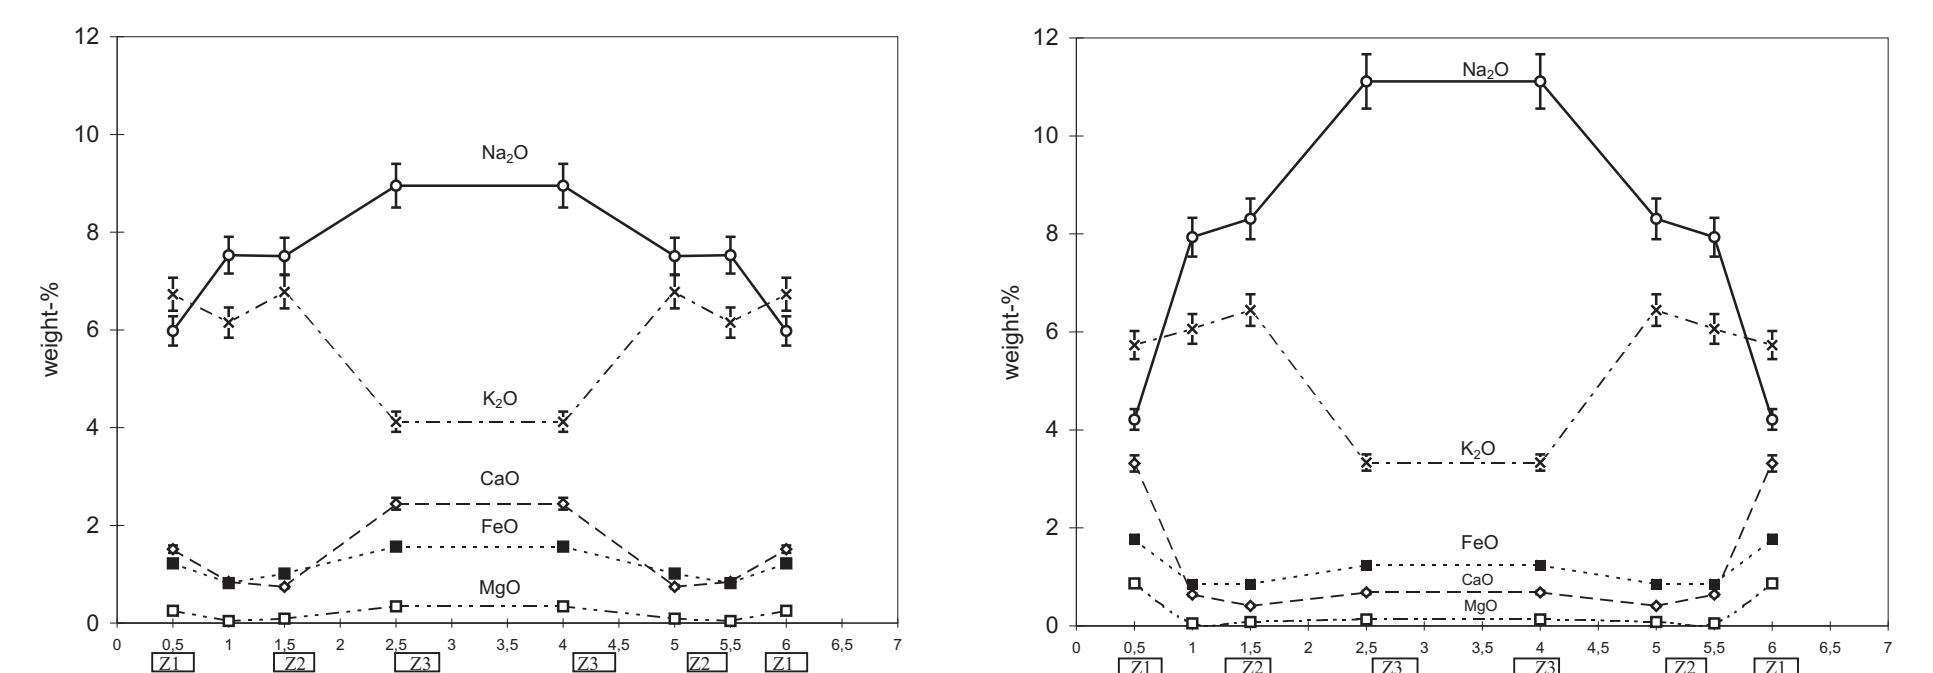 12
10
8
6
4
2
0
weight-%
Na₂O
K₂O
CaO
FeO
MgO
0 0,5 1 1,5 2 2,5 3 3,5 4 4,5 5 5,5 6 6,5 7
Z1 Z2 Z3 Z3 Z2 Z1
12
10
8
6
4
2
0
weight-%
Na₂O
K₂O
FeO
CaO
MgO
0 0,5 1 1,5 2 2,5 3 3,5 4 4,5 5 5,5 6 6,5 7
Z1 Z2 Z3 Z3 Z2 Z1